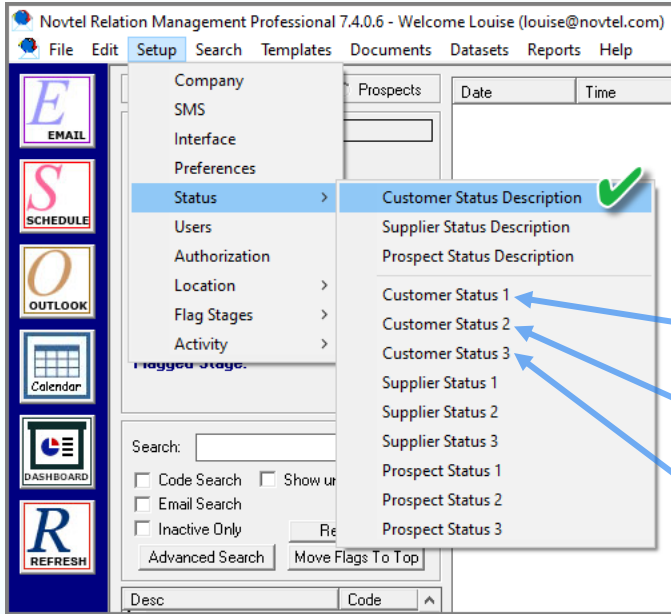 Novtel Relation Management Professional 7.4.0.6 - Welcome Louise (louise@novtel.com)
File Edit Setup Search Templates Documents Datasets Reports Help
Company
SMS
Interface
Preferences
Status
Users
Authorization
Location
Flag Stages
Activity
Prospects
Date Time
Customer Status Description
Supplier Status Description
Prospect Status Description
Customer Status 1
Customer Status 2
Customer Status 3
Supplier Status 1
Supplier Status 2
Supplier Status 3
Prospect Status 1
Prospect Status 2
Prospect Status 3
E
EMAIL
S
SCHEDULE
O
OUTLOOK
Calendar
DASHBOARD
R
REFRESH
Flagged Stage:
Search:
Code Search Show un
Email Search
Inactive Only Re
Advanced Search Move Flags To Top
Desc Code